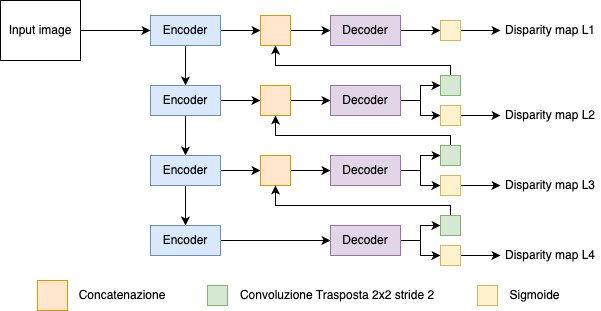 Input image
Encoder
Decoder
Disparity map L1
Encoder
Decoder
Disparity map L2
Encoder
Decoder
Disparity map L3
Encoder
Decoder
Disparity map L4
Concatenazione
Convoluzione Trasposta 2x2 stride 2
Sigmoide